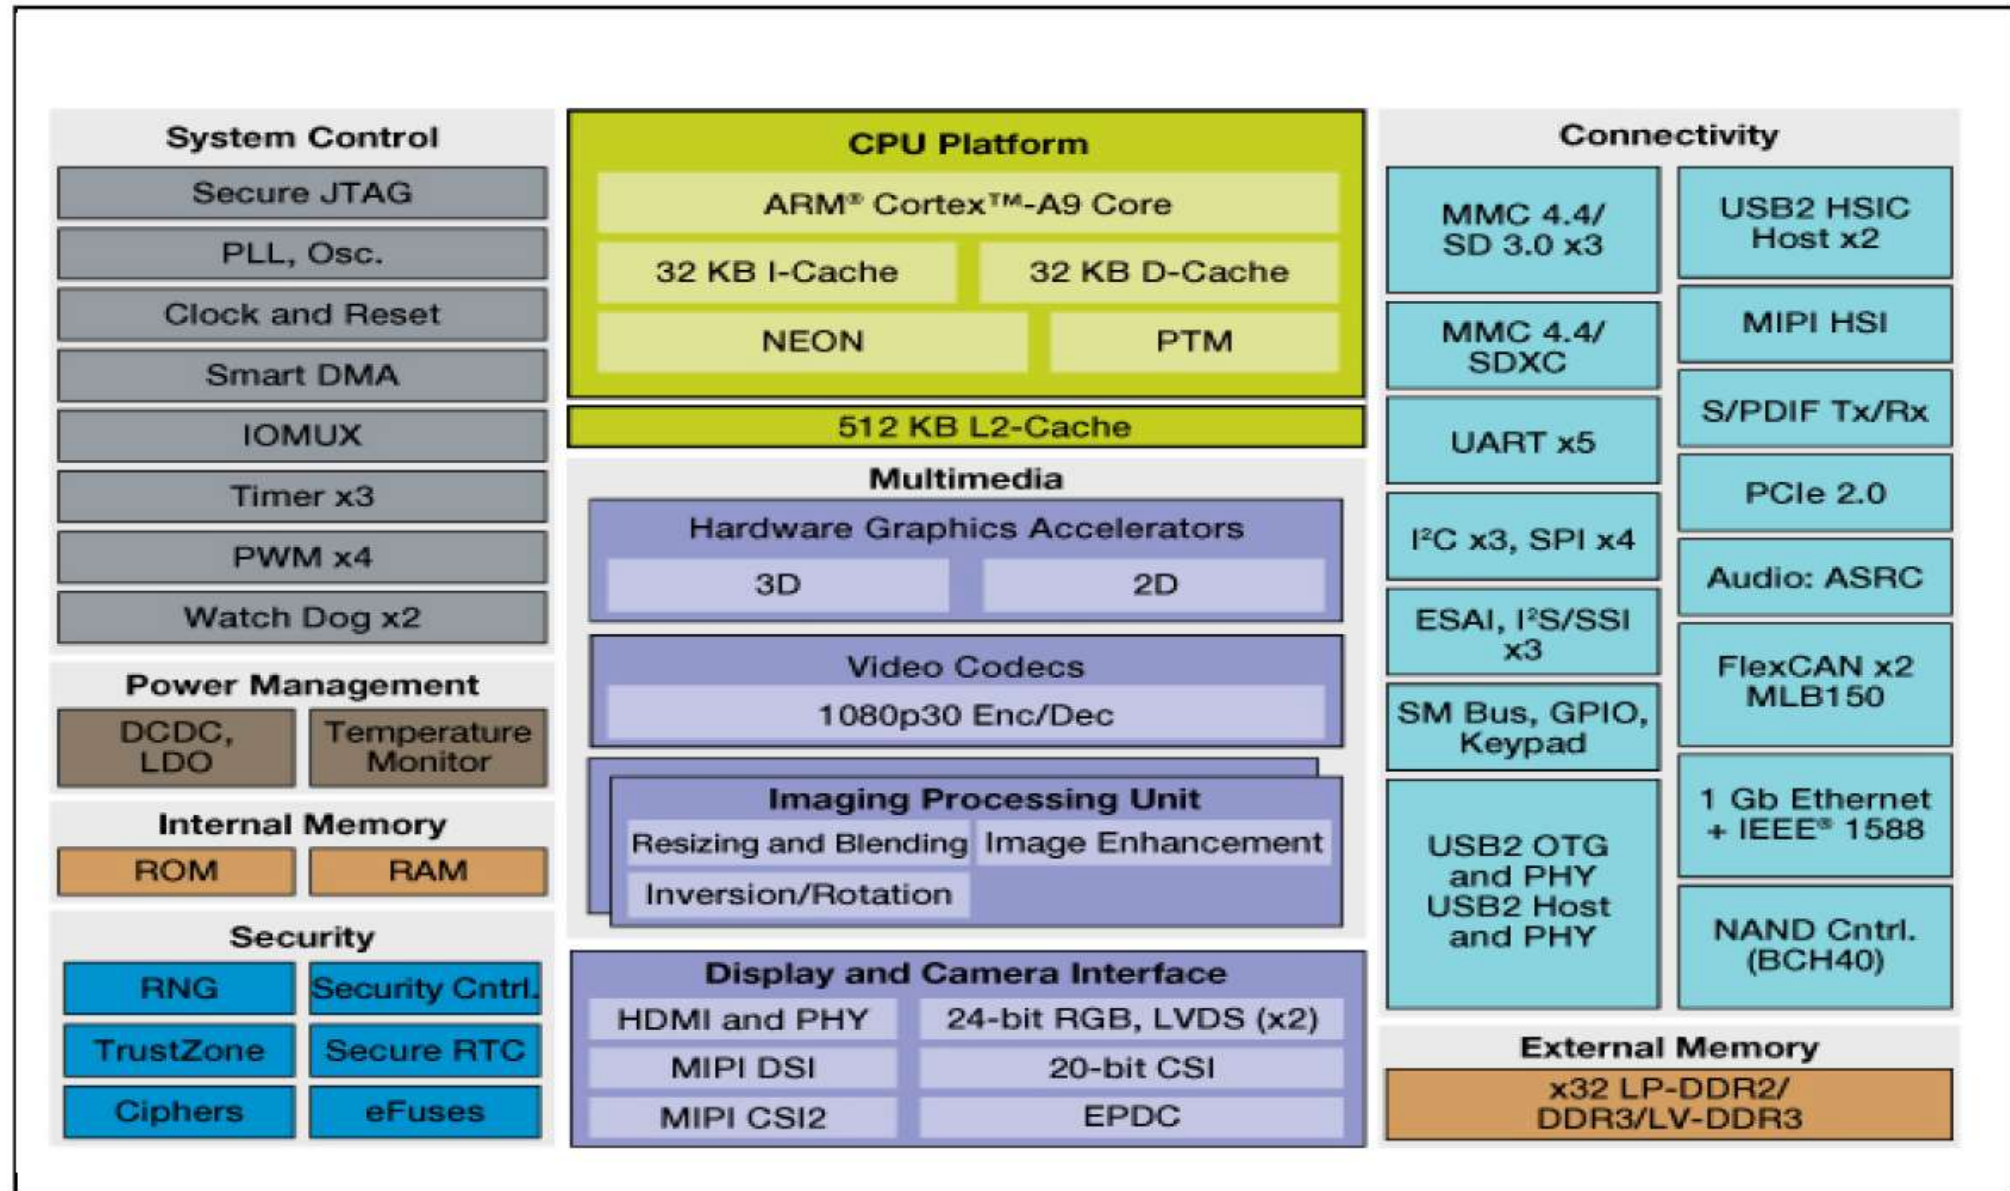 System Control
Secure JTAG
PLL, Osc.
Clock and Reset
Smart DMA
IOMUX
Timer x3
PWM x4
Watch Dog x2
Power Management
DCDC,
LDO
Temperature
Monitor
Internal Memory
ROM
RAM
Security
RNG
Security Cntrl.
TrustZone
Secure RTC
Ciphers
eFuses
CPU Platform
ARM® Cortex™-A9 Core
32 KB I-Cache
32 KB D-Cache
NEON
PTM
512 KB L2-Cache
Multimedia
Hardware Graphics Accelerators
3D
2D
Video Codecs
1080p30 Enc/Dec
Imaging Processing Unit
Resizing and Blending
Image Enhancement
Inversion/Rotation
Display and Camera Interface
HDMI and PHY
24-bit RGB, LVDS (x2)
MIPI DSI
20-bit CSI
MIPI CSI2
EPDC
Connectivity
MMC 4.4/
SD 3.0 x3
MMC 4.4/
SDXC
UART x5
I²C x3, SPI x4
ESAI, I²S/SSI
x3
SM Bus, GPIO,
Keypad
USB2 OTG
and PHY
USB2 Host
and PHY
USB2 HSIC
Host x2
MIPI HSI
S/PDIF Tx/Rx
PCIe 2.0
Audio: ASRC
FlexCAN x2
MLB150
1 Gb Ethernet
+ IEEE® 1588
NAND Cntrl.
(BCH40)
External Memory
x32 LP-DDR2/
DDR3/LV-DDR3